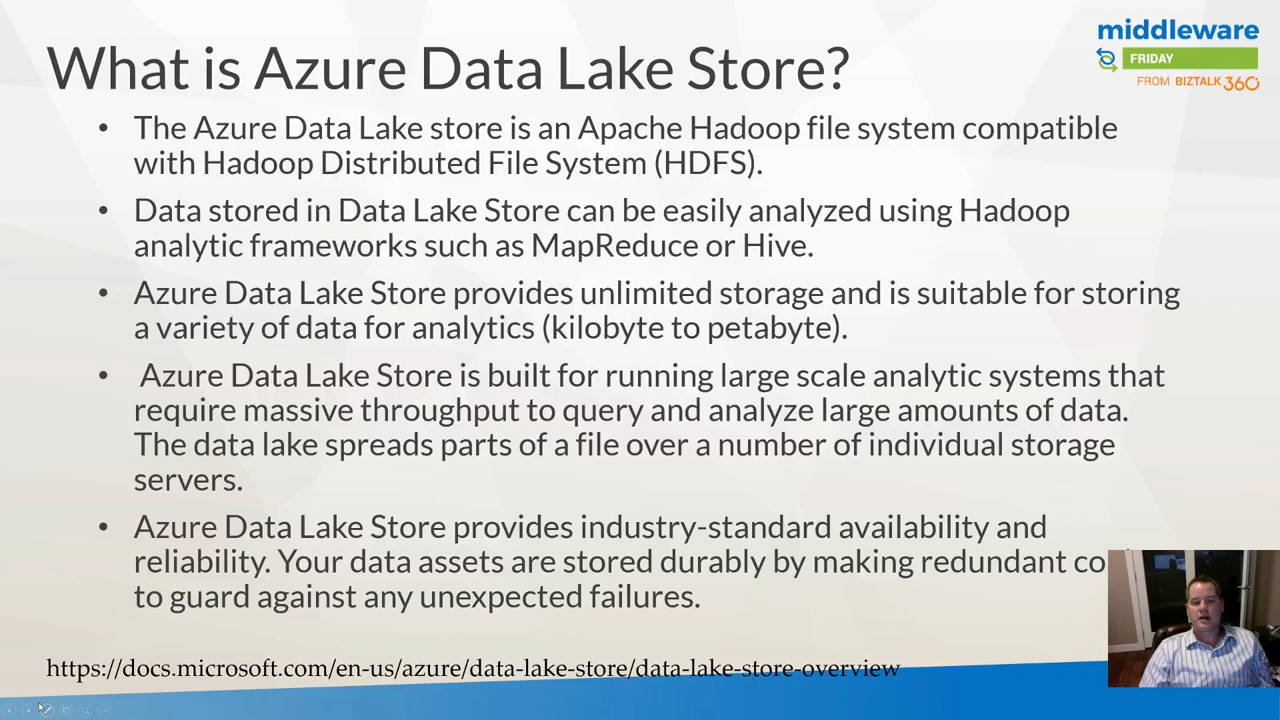 What is Azure Data Lake Store?
middleware
FRIDAY
FROM BIZTALK360
• The Azure Data Lake store is an Apache Hadoop file system compatible
with Hadoop Distributed File System (HDFS).
• Data stored in Data Lake Store can be easily analyzed using Hadoop
analytic frameworks such as MapReduce or Hive.
• Azure Data Lake Store provides unlimited storage and is suitable for storing
a variety of data for analytics (kilobyte to petabyte).
• Azure Data Lake Store is built for running large scale analytic systems that
require massive throughput to query and analyze large amounts of data.
The data lake spreads parts of a file over a number of individual storage
servers.
• Azure Data Lake Store provides industry-standard availability and
reliability. Your data assets are stored durably by making redundant co
to guard against any unexpected failures.
https://docs.microsoft.com/en-us/azure/data-lake-store/data-lake-store-overview